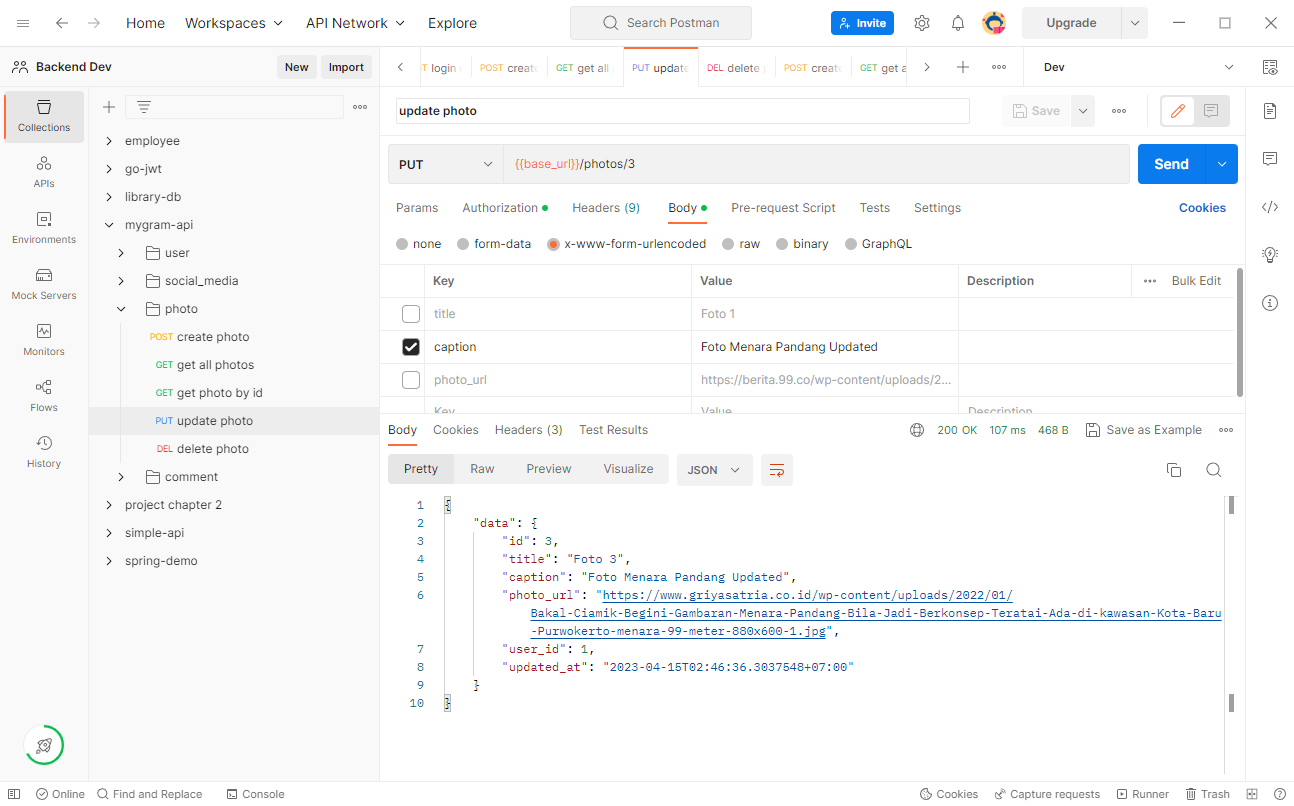 Home Workspaces API Network Explore Search Postman Invite Upgrade
Backend Dev New Import
login POST create GET get all PUT update DEL delete POST create GET get a Dev
Collections
APIs
Environments
Mock Servers
Monitors
Flows
History
employee
go-jwt
library-db
mygram-api
user
social_media
photo
POST create photo
GET get all photos
GET get photo by id
PUT update photo
DEL delete photo
comment
project chapter 2
simple-api
spring-demo
update photo Save
PUT {{base_url}}/photos/3 Send
Params Authorization Headers (9) Body Pre-request Script Tests Settings Cookies
none form-data x-www-form-urlencoded raw binary GraphQL
Key Value Description Bulk Edit
title Foto 1
caption Foto Menara Pandang Updated
photo_url https://berita.99.co/wp-content/uploads/2...
Key Value Description
Body Cookies Headers (3) Test Results 200 OK 107 ms 468 B Save as Example
Pretty Raw Preview Visualize JSON
1 {
2 "data": {
3 "id": 3,
4 "title": "Foto 3",
5 "caption": "Foto Menara Pandang Updated",
6 "photo_url": "https://www.griyasatria.co.id/wp-content/uploads/2022/01/
Bakal-Ciamik-Begini-Gambaran-Menara-Pandang-Bila-Jadi-Berkonsep-Teratai-Ada-di-kawasan-Kota-Baru
-Purwokerto-menara-99-meter-880x600-1.jpg",
7 "user_id": 1,
8 "updated_at": "2023-04-15T02:46:36.3037548+07:00"
9 }
10 }
Online Find and Replace Console Cookies Capture requests Runner Trash